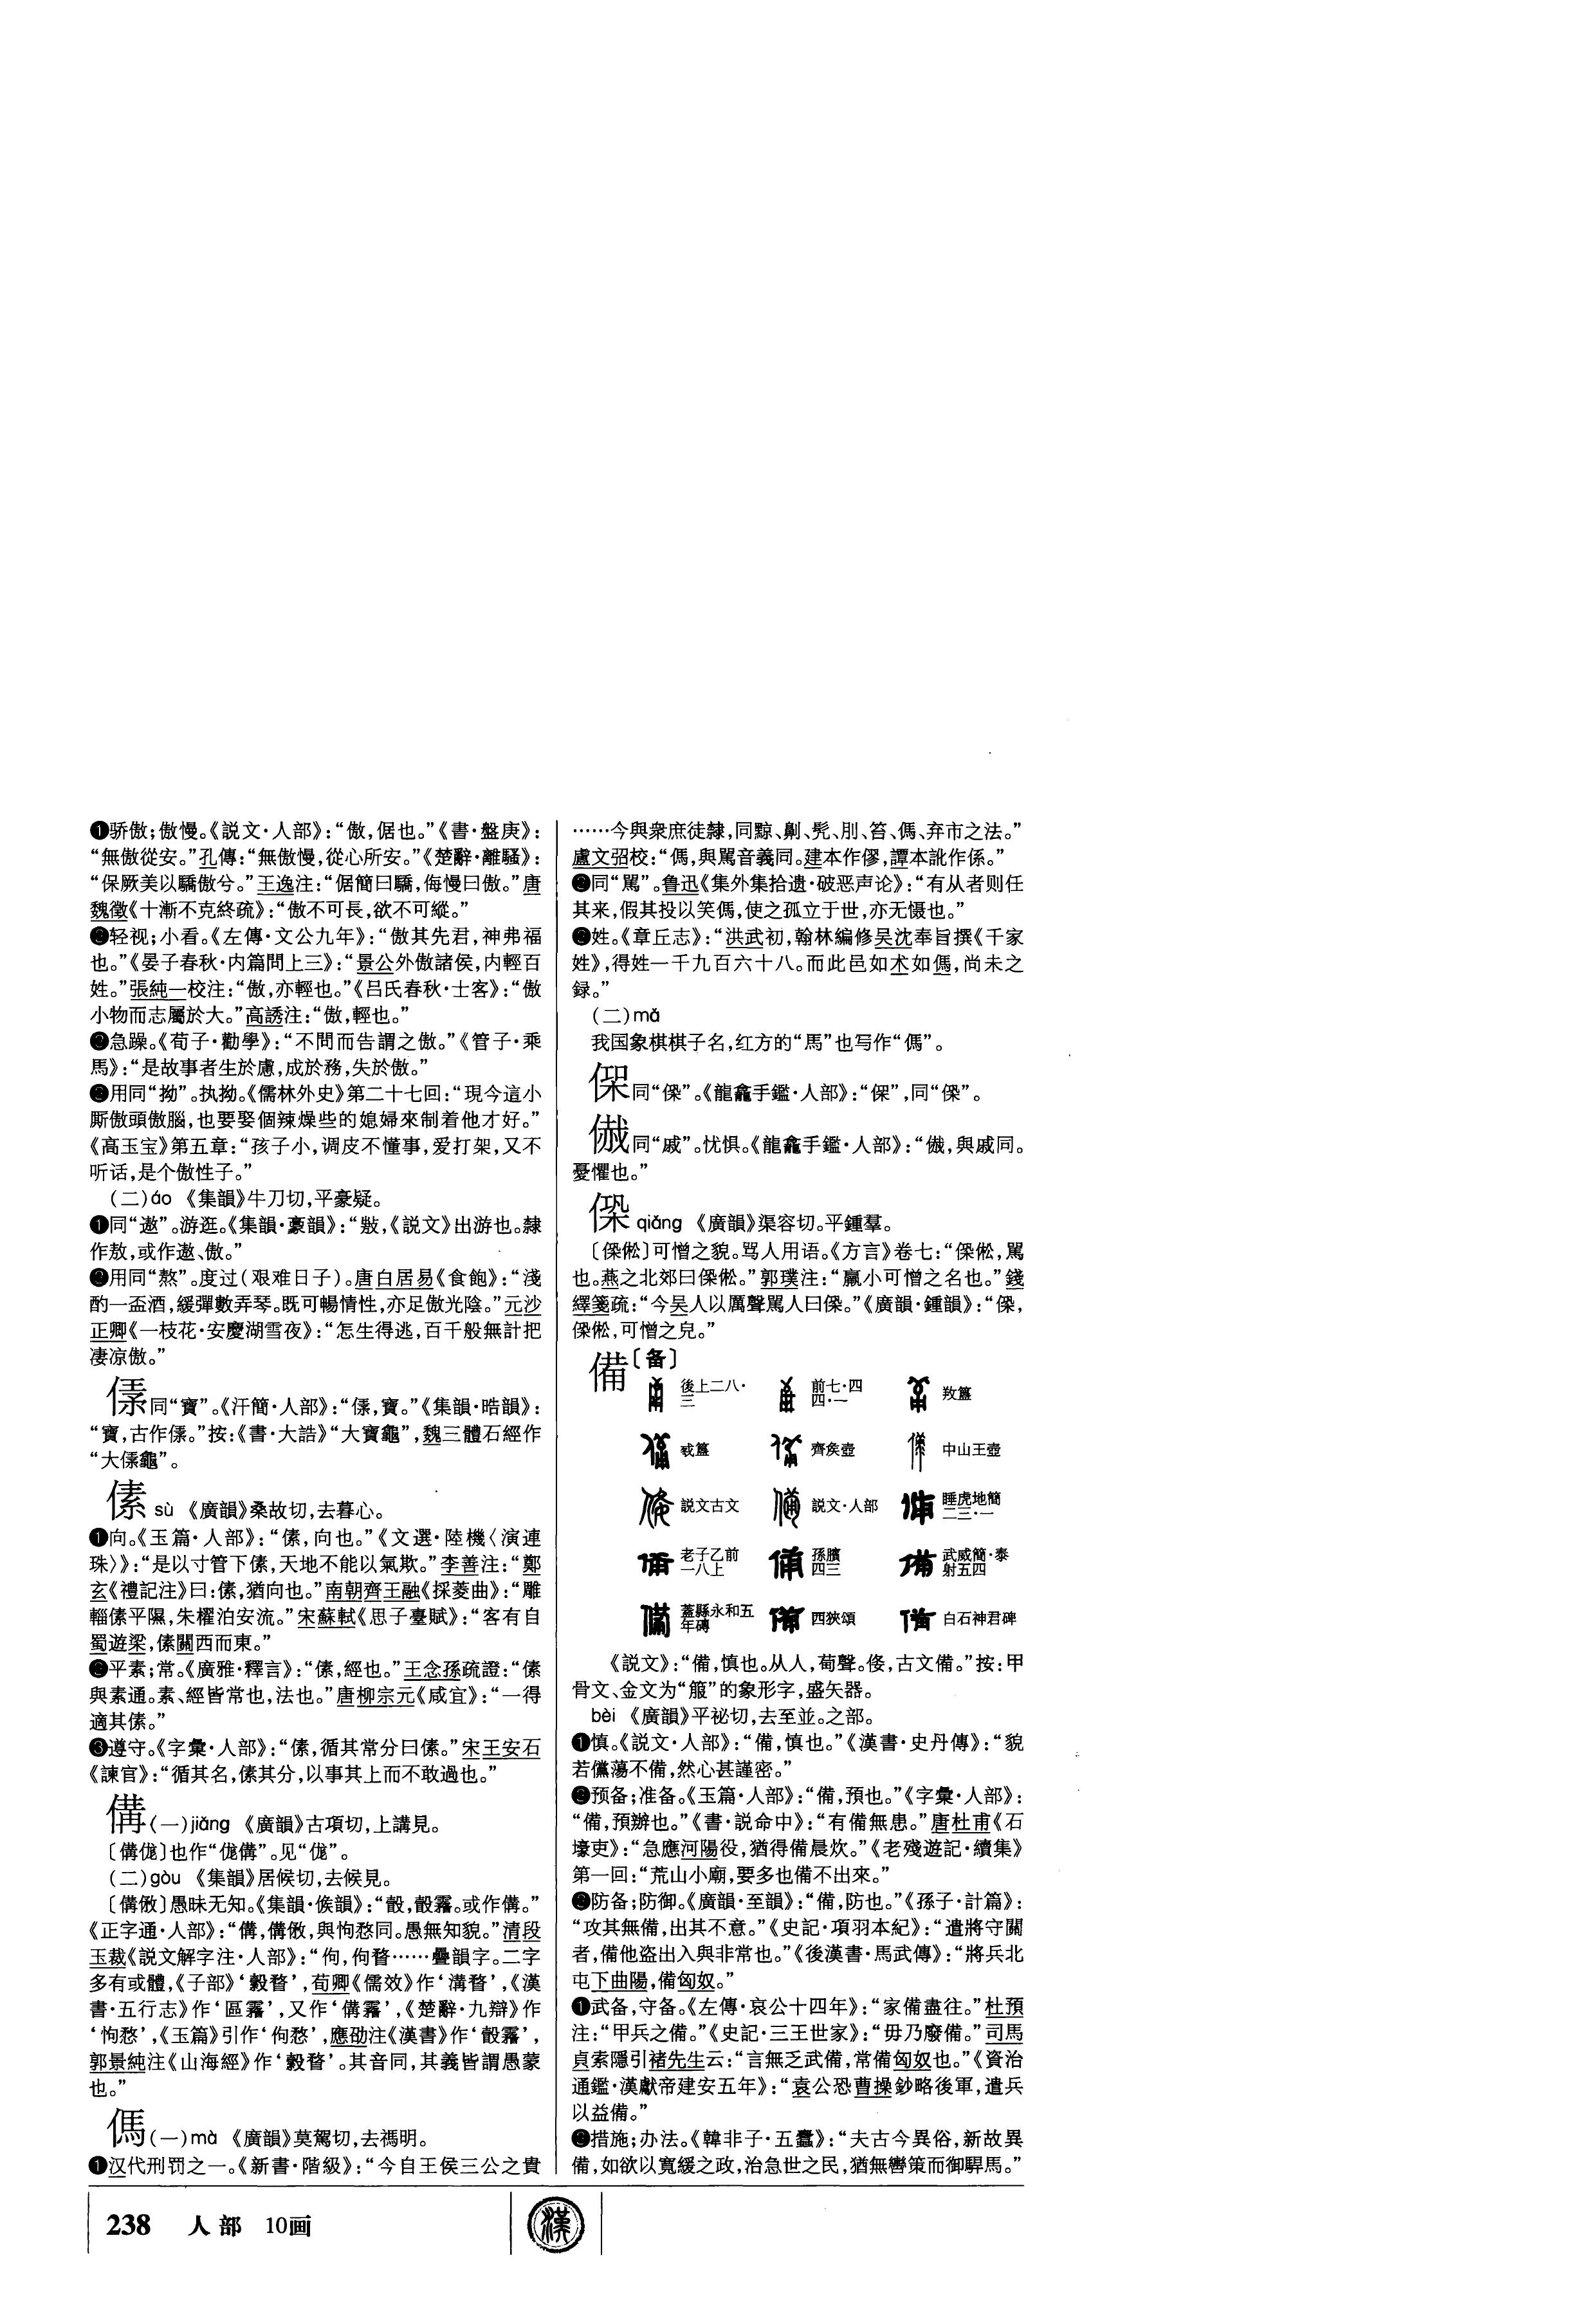 ❶骄傲；傲慢。《説文·人部》：“傲，倨也。”《書·盤庚》：
“無傲從安。”孔傳：“無傲慢，從心所安。”《楚辭·離騷》：
“保厥美以驕傲兮。”王逸注：“倨簡曰驕，侮慢曰傲。”唐
魏徵《十漸不克終疏》：“傲不可長，欲不可縱。”
❷轻视；小看。《左傳·文公九年》：“傲其先君，神弗福
也。”《晏子春秋·内篇問上三》：“景公外傲諸侯，内輕百
姓。”張純一校注：“傲，亦輕也。”《吕氏春秋·士客》：“傲
小物而志屬於大。”高誘注：“傲，輕也。”
急躁。《荀子·勸學》：“不問而告謂之傲。”《管子·乘
馬》：“是故事者生於慮，成於務，失於傲。”
用同“拗”。执拗。《儒林外史》第二十七回：“現今這小
厮傲頭傲腦，也要娶個辣燥些的媳婦來制着他才好。”
《高玉宝》第五章：“孩子小，调皮不懂事，爱打架，又不
听话，是个傲性子。”
（二）áo 《集韻》牛刀切，平豪疑。
❶同“遨”。游逛。《集韻·豪韻》：“敖，《説文》出游也。隸
作敖，或作遨、傲。”
❷用同“熬”。度过（艰难日子）。唐白居易《食飽》：“淺
酌一盃酒，緩彈數弄琴。既可暢情性，亦足傲光陰。”元沙
正卿《一枝花·安慶湖雪夜》：“怎生得逃，百千般無計把
凄凉傲。”
同“寶”。《汗簡·人部》：“，寶。”《集韻·晧韻》：
“寶，古作。”按：《書·大誥》“大寶龜”，魏三體石經作
“大龜”。
傃 sù 《廣韻》桑故切，去暮心。
❶向。《玉篇·人部》：“傃，向也。”《文選·陸機〈演連
珠〉》：“是以寸管下傃，天地不能以氣欺。”李善注：“鄭
玄《禮記注》曰：傃，猶向也。”南朝齊王融《採菱曲》：“雕
輜傃平隰，朱櫂泊安流。”宋蘇軾《思子臺賦》：“客有自
蜀遊梁，傃關西而東。”
❷平素；常。《廣雅·釋言》：“傃，經也。”王念孫疏證：“傃
與素通。素、經皆常也，法也。”唐柳宗元《咸宜》：“一得
適其傃。”
❸遵守。《字彙·人部》：“傃，循其常分曰傃。”宋王安石
《諫官》：“循其名，傃其分，以事其上而不敢過也。”
傋（一）jiǎng 《廣韻》古項切，上講見。
〔傋㑝〕也作“㑝傋”。见“㑝”。
（二）gòu 《集韻》居候切，去候見。
〔傋㑄〕愚昧无知。《集韻·候韻》：“㝅，㝅霿。或作傋。”
《正字通·人部》：“傋，傋㑄，與怐愗同。愚無知貌。”清段
玉裁《説文解字注·人部》：“佝，佝瞀……疊韻字。二字
多有或體，《子部》‘瞀’，荀卿《儒效》作‘溝瞀’，《漢
書·五行志》作‘區霿’，又作‘傋霿’，《楚辭·九辯》作
‘怐愗’，《玉篇》引作‘佝愗’，應劭注《漢書》作‘霿’，
郭景純注《山海經》作‘瞀’。其音同，其義皆謂愚蒙
也。”
傌（一）mà 《廣韻》莫駕切，去禡明。
❶汉代刑罚之一。《新書·階級》：“今自王侯三公之貴
……今與衆庶徒隸，同黥、劓、髡、刖、笞、傌、弃市之法。”
盧文弨校：“傌，與駡音義同。建本作僇，譚本訛作係。”
❷同“駡”。鲁迅《集外集拾遗·破恶声论》：“有从者则任
其来，假其投以笑傌，使之孤立于世，亦无慑也。”
姓。《章丘志》：“洪武初，翰林編修吴沈奉旨撰《千家
姓》，得姓一千九百六十八。而此邑如术如傌，尚未之
録。”
（二）mǎ
我国象棋棋子名，红方的“馬”也写作“傌”。
同“㑻”。《龍龕手鑑·人部》：“”，同“”。
同“戚”。忧惧。《龍龕手鑑·人部》：“，與戚同。
憂懼也。”
qiǎng 《廣韻》渠容切。平鍾羣。
〔㑣〕可憎之貌。骂人用语。《方言》卷七：“㑣，駡
也。燕之北郊曰㑣。”郭璞注：“羸小可憎之名也。”錢
繹箋疏：“今吴人以厲聲駡人曰。”《廣韻·鍾韻》：“，
㑣，可憎之皃。”
備〔备〕
後上二八·三 前七·四四·一 簋
簋 齊矦壺 中山王壺
説文古文 説文·人部 睡虎地簡二三·一
老子乙前一八上 孫臏四三 武威簡·泰射五四
蓋縣永和五年磚 西狹頌 白石神君碑
《説文》：“備，慎也。从人，𤰇聲。，古文備。”按：甲
骨文、金文为“箙”的象形字，盛矢器。
bèi 《廣韻》平祕切，去至並。之部。
❶慎。《説文·人部》：“備，慎也。”《漢書·史丹傳》：“貌
若儻蕩不備，然心甚謹密。”
❷预备；准备。《玉篇·人部》：“備，預也。”《字彙·人部》：
“備，預辦也。”《書·説命中》：“有備無患。”唐杜甫《石
壕吏》：“急應河陽役，猶得備晨炊。”《老殘遊記·續集》
第一回：“荒山小廟，要多也備不出來。”
防备；防御。《廣韻·至韻》：“備，防也。”《孫子·計篇》：
“攻其無備，出其不意。”《史記·項羽本紀》：“遣將守關
者，備他盗出入與非常也。”《後漢書·馬武傳》：“將兵北
屯下曲陽，備匈奴。”
❶武备，守备。《左傳·哀公十四年》：“家備盡往。”杜預
注：“甲兵之備。”《史記·三王世家》：“毋乃廢備。”司馬
貞索隱引褚先生云：“言無乏武備，常備匈奴也。”《資治
通鑑·漢獻帝建安五年》：“袁公恐曹操鈔略後軍，遣兵
以益備。”
措施；办法。《韓非子·五蠹》：“夫古今異俗，新故異
備，如欲以寬緩之政，治急世之民，猶無轡策而御駻馬。”
238 人部 10画
漢